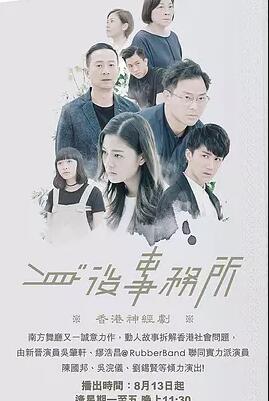 身後事務所
※ 香港神經劇 ※
南方舞廳又一誠意力作，動人故事拆解香港社會問題，
由新晉演員吳肇軒、繆浩昌@RubberBand 聯同實力派演員
陳國邦、吳浣儀、劉錫賢等傾力演出!
播出時間：8月13日起
逢星期一至五 晚上11:30